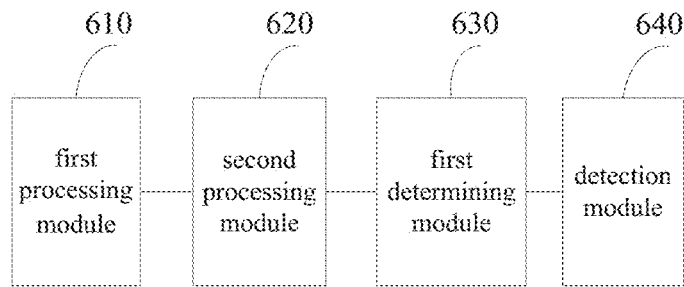 610 620 630 640
first
processing
module
second
processing
module
first
determining
module
detection
module